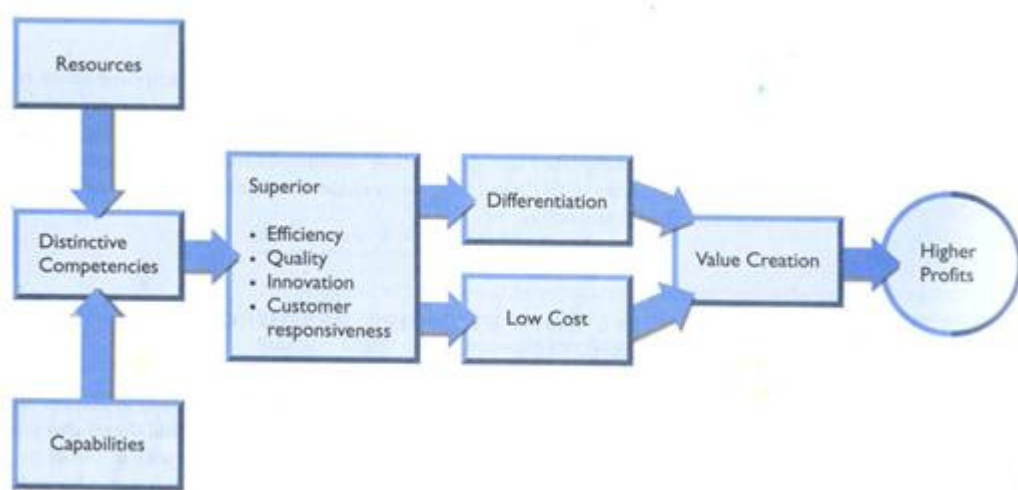 Resources
Distinctive
Competencies
Capabilities
Superior
• Efficiency
• Quality
• Innovation
• Customer
responsiveness
Differentiation
Low Cost
Value Creation
Higher
Profits